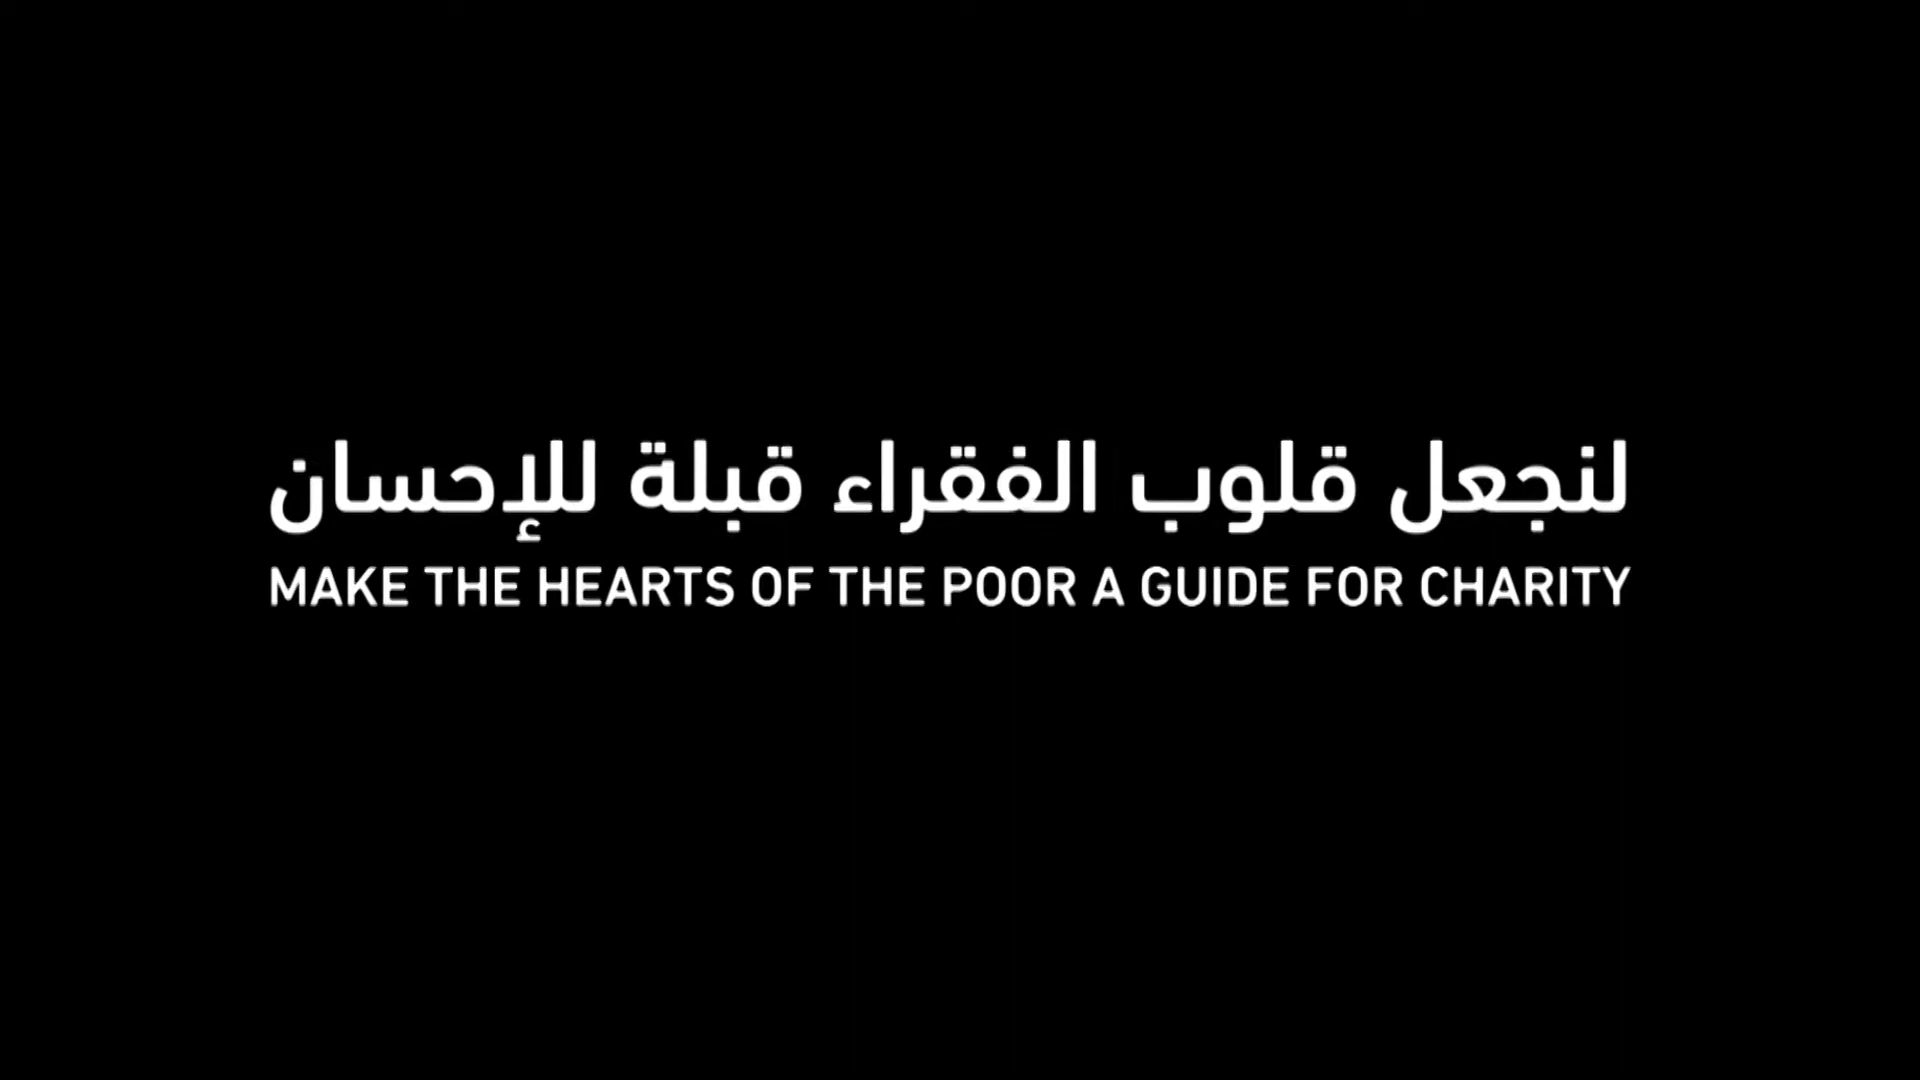 لنجعل قلوب الفقراء قبلة للإحسان
MAKE THE HEARTS OF THE POOR A GUIDE FOR CHARITY